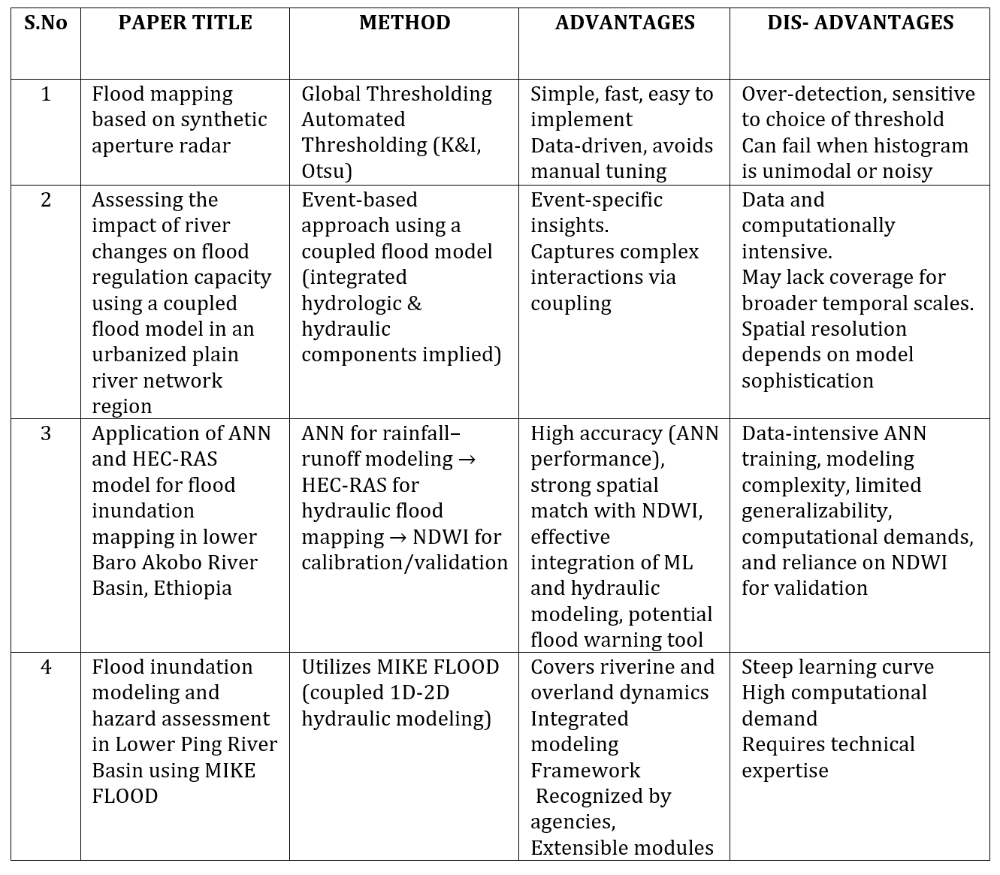 S.No
PAPER TITLE
METHOD
ADVANTAGES
DIS- ADVANTAGES
1
Flood mapping
based on synthetic
aperture radar
Global Thresholding
Automated
Thresholding (K&I,
Otsu)
Simple, fast, easy to
implement
Data-driven, avoids
manual tuning
Over-detection, sensitive
to choice of threshold
Can fail when histogram
is unimodal or noisy
2
Assessing the
impact of river
changes on flood
regulation capacity
using a coupled
flood model in an
urbanized plain
river network
region
Event-based
approach using a
coupled flood model
(integrated
hydrologic &
hydraulic
components implied)
Event-specific
insights.
Captures complex
interactions via
coupling
Data and
computationally
intensive.
May lack coverage for
broader temporal scales.
Spatial resolution
depends on model
sophistication
3
Application of ANN
and HEC-RAS
model for flood
inundation
mapping in lower
Baro Akobo River
Basin, Ethiopia
ANN for rainfall–
runoff modeling →
HEC-RAS for
hydraulic flood
mapping → NDWI for
calibration/validation
High accuracy (ANN
performance),
strong spatial
match with NDWI,
effective
integration of ML
and hydraulic
modeling, potential
flood warning tool
Data-intensive ANN
training, modeling
complexity, limited
generalizability,
computational demands,
and reliance on NDWI
for validation
4
Flood inundation
modeling and
hazard assessment
in Lower Ping River
Basin using MIKE
FLOOD
Utilizes MIKE FLOOD
(coupled 1D-2D
hydraulic modeling)
Covers riverine and
overland dynamics
Integrated
modeling
Framework
Recognized by
agencies,
Extensible modules
Steep learning curve
High computational
demand
Requires technical
expertise